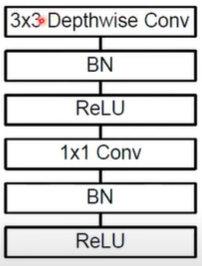 3x3 Depthwise Conv
BN
ReLU
1x1 Conv
BN
ReLU